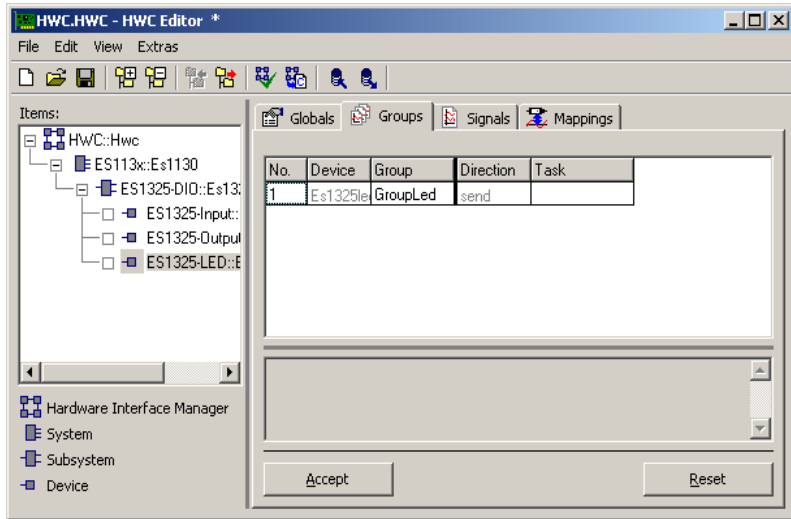 HWC.HWC - HWC Editor *
File Edit View Extras
Items:
HWC::Hwc
ES113x::Es1130
ES1325-DIO::Es13
ES1325-Input::
ES1325-Output
ES1325-LED::E
Hardware Interface Manager
System
Subsystem
Device
Globals Groups Signals Mappings
No. Device Group Direction Task
1 Es1325led GroupLed send
Accept Reset